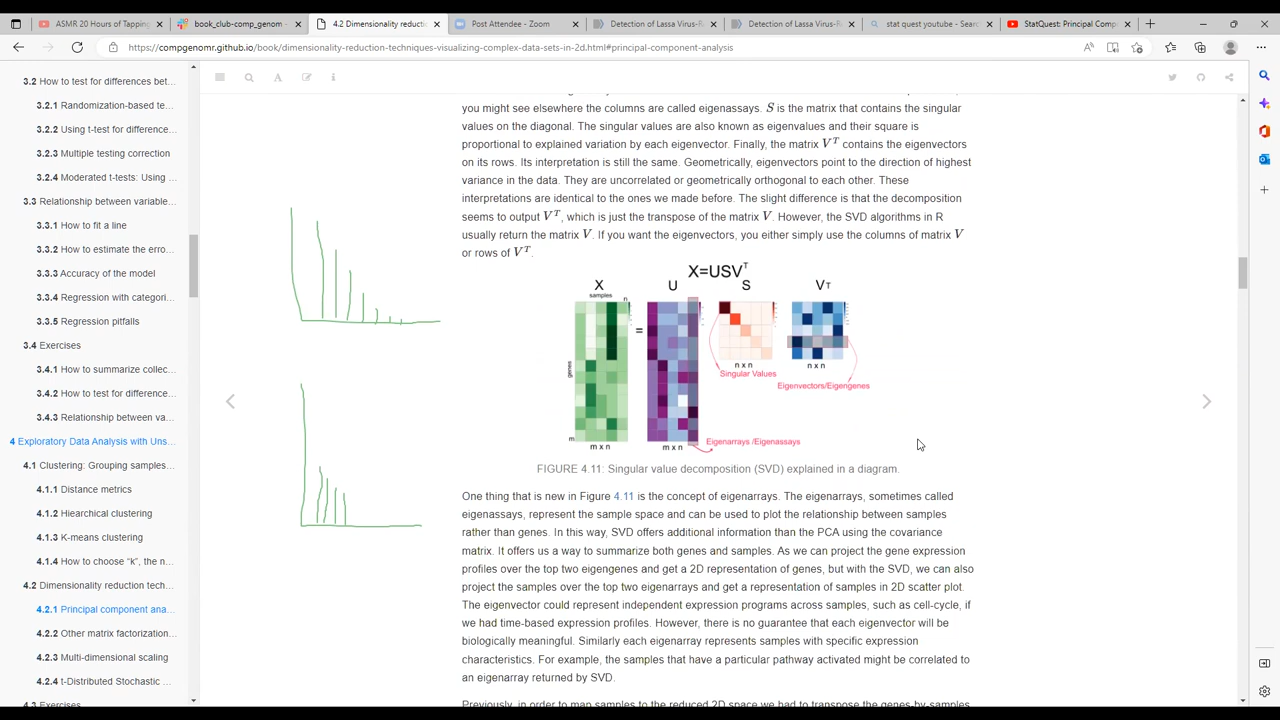 ASMR 20 Hours of Tapping
book_club-comp_genom
4.2 Dimensionality reducti
Post Attendee - Zoom
Detection of Lassa Virus-R
Detection of Lassa Virus-R
stat quest youtube - Searc
StatQuest: Principal Comp
https://compgenomr.github.io/book/dimensionality-reduction-techniques-visualizing-complex-data-sets-in-2d.html#principal-component-analysis
3.2 How to test for differences bet...
3.2.1 Randomization-based te...
3.2.2 Using t-test for difference...
3.2.3 Multiple testing correction
3.2.4 Moderated t-tests: Using ...
3.3 Relationship between variable...
3.3.1 How to fit a line
3.3.2 How to estimate the erro...
3.3.3 Accuracy of the model
3.3.4 Regression with categori...
3.3.5 Regression pitfalls
3.4 Exercises
3.4.1 How to summarize collec...
3.4.2 How to test for differenc...
3.4.3 Relationship between va...
4 Exploratory Data Analysis with Uns...
4.1 Clustering: Grouping samples...
4.1.1 Distance metrics
4.1.2 Hiearchical clustering
4.1.3 K-means clustering
4.1.4 How to choose “k”, the n...
4.2 Dimensionality reduction tech...
4.2.1 Principal component ana...
4.2.2 Other matrix factorization...
4.2.3 Multi-dimensional scaling
4.2.4 t-Distributed Stochastic ...
4.3 Exercises
you might see elsewhere the columns are called eigenassays. S is the matrix that contains the singular
values on the diagonal. The singular values are also known as eigenvalues and their square is
proportional to explained variation by each eigenvector. Finally, the matrix V^T contains the eigenvectors
on its rows. Its interpretation is still the same. Geometrically, eigenvectors point to the direction of highest
variance in the data. They are uncorrelated or geometrically orthogonal to each other. These
interpretations are identical to the ones we made before. The slight difference is that the decomposition
seems to output V^T, which is just the transpose of the matrix V. However, the SVD algorithms in R
usually return the matrix V. If you want the eigenvectors, you either simply use the columns of matrix V
or rows of V^T.
X=USV^T
X U S V^T
samples
n
genes
=
m
m x n
m x n
n x n
n x n
Singular Values
Eigenvectors/Eigengenes
Eigenarrays /Eigenassays
FIGURE 4.11: Singular value decomposition (SVD) explained in a diagram.
One thing that is new in Figure 4.11 is the concept of eigenarrays. The eigenarrays, sometimes called
eigenassays, represent the sample space and can be used to plot the relationship between samples
rather than genes. In this way, SVD offers additional information than the PCA using the covariance
matrix. It offers us a way to summarize both genes and samples. As we can project the gene expression
profiles over the top two eigengenes and get a 2D representation of genes, but with the SVD, we can also
project the samples over the top two eigenarrays and get a representation of samples in 2D scatter plot.
The eigenvector could represent independent expression programs across samples, such as cell-cycle, if
we had time-based expression profiles. However, there is no guarantee that each eigenvector will be
biologically meaningful. Similarly each eigenarray represents samples with specific expression
characteristics. For example, the samples that have a particular pathway activated might be correlated to
an eigenarray returned by SVD.
Previously, in order to map samples to the reduced 2D space we had to transpose the genes-by-samples